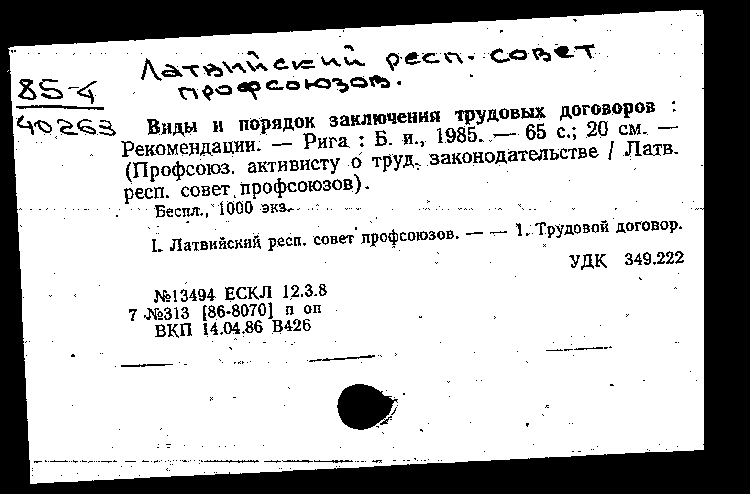 Латвийский респ. совет
профсоюзов.
85-4
40263
Виды и порядок заключения трудовых договоров :
Рекомендации. — Рига : Б. и., 1985. — 65 с.; 20 см. —
(Профсоюз. активисту о труд. законодательстве / Латв.
респ. совет профсоюзов).
Беспл., 1000 экз.
I. Латвийский респ. совет профсоюзов. — — 1. Трудовой договор.
УДК 349.222
№13494 ЕСКЛ 12.3.8
7 №313 [86-8070] п оп
ВКП 14.04.86 В426